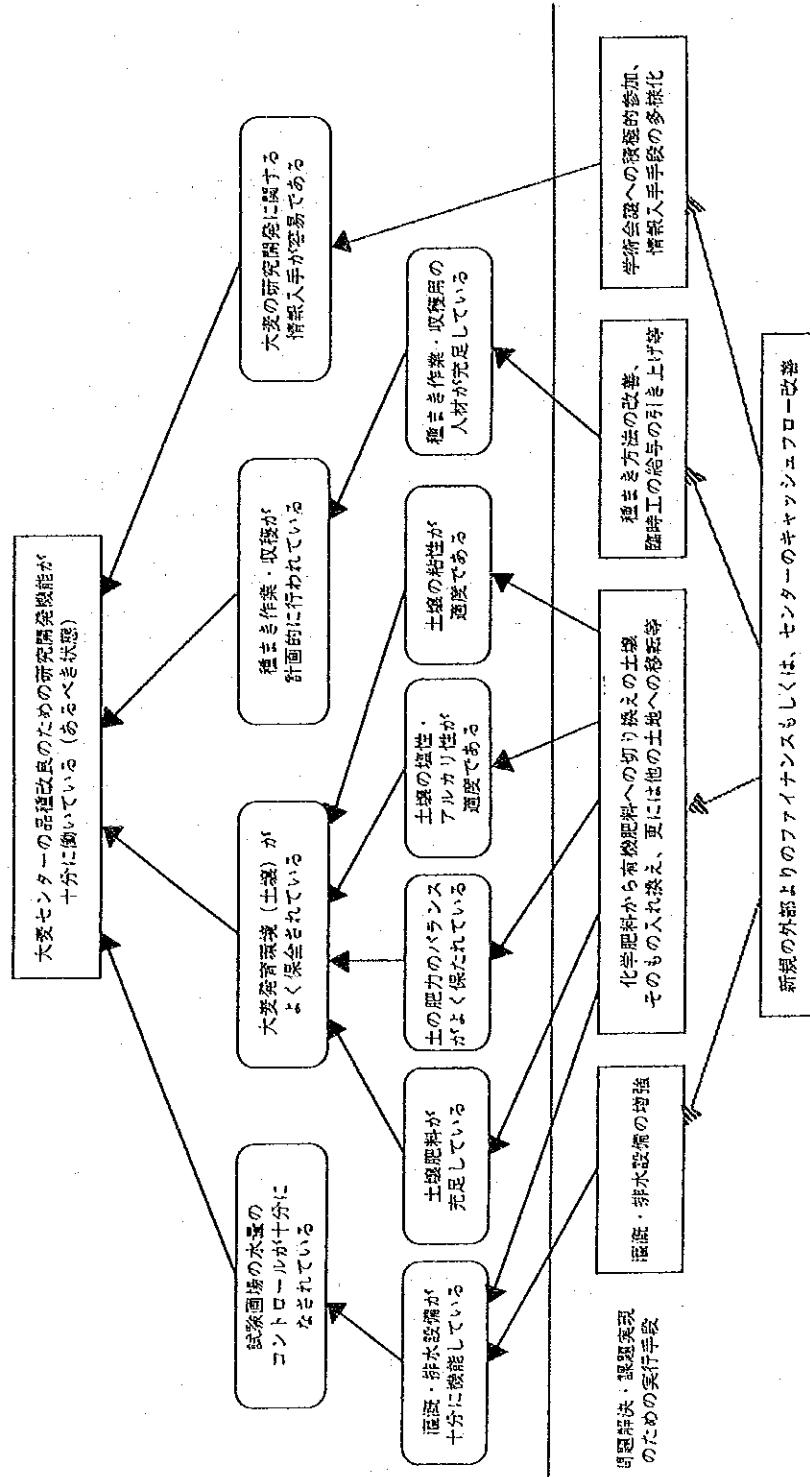 大麦センターの品種改良のための研究開発機能が
十分に働いている（あるべき状態）
試験圃場の水量の
コントロールが十分に
なされている
大麦発育環境（土壌）が
よく保全されている
種まき作業・収穫が
計画的に行われている
大麦の研究開発に関する
情報入手が容易である
灌漑・排水設備が
十分に機能している
土壌肥料が
充足している
土の肥力のバランス
がよく保たれている
土壌の塩性・
アルカリ性が
適度である
土壌の粘性が
適度である
種まき作業・収穫用の
人材が充足している
問題解決・課題実現
のための実行手段
灌漑・排水設備の増強
化学肥料から有機肥料への切り換えの土壌
そのもの入れ換え、更には他の土地への移転等
種まき方法の改善、
臨時工の給与の引き上げ等
学術会議への積極的参加、
情報入手手段の多様化
新規の外部よりのファイナンスもしくは、センターのキャッシュフロー改善